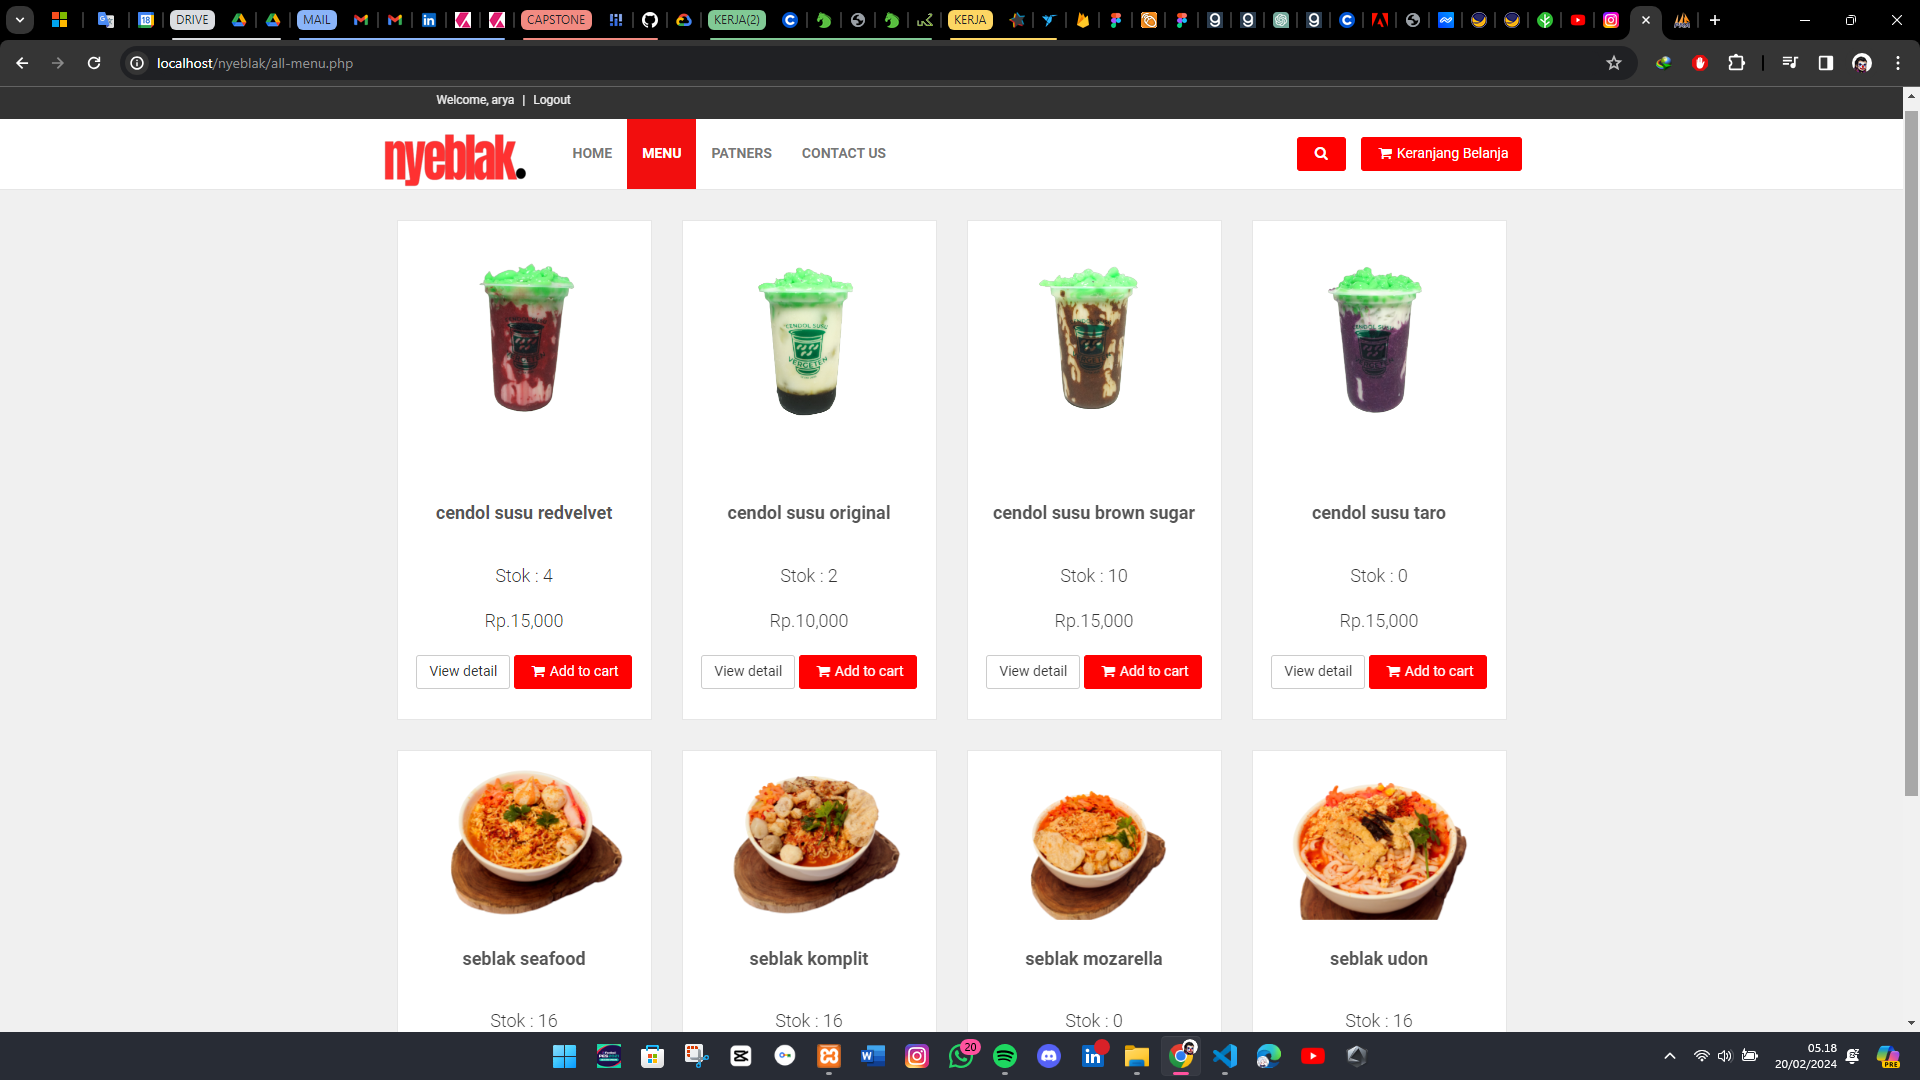 DRIVE
MAIL
CAPSTONE
KERJA(2)
KERJA
localhost/nyeblak/all-menu.php
Welcome, arya | Logout
nyeblak.
HOME
MENU
PATNERS
CONTACT US
Keranjang Belanja
CENDOL SUSU
VERGETEN
cendol susu redvelvet
cendol susu original
cendol susu brown sugar
cendol susu taro
Stok : 4
Stok : 2
Stok : 10
Stok : 0
Rp.15,000
Rp.10,000
Rp.15,000
Rp.15,000
View detail Add to cart
View detail Add to cart
View detail Add to cart
View detail Add to cart
seblak seafood
seblak komplit
seblak mozarella
seblak udon
Stok : 16
Stok : 16
Stok : 0
Stok : 16
20
05.18
20/02/2024
PRE